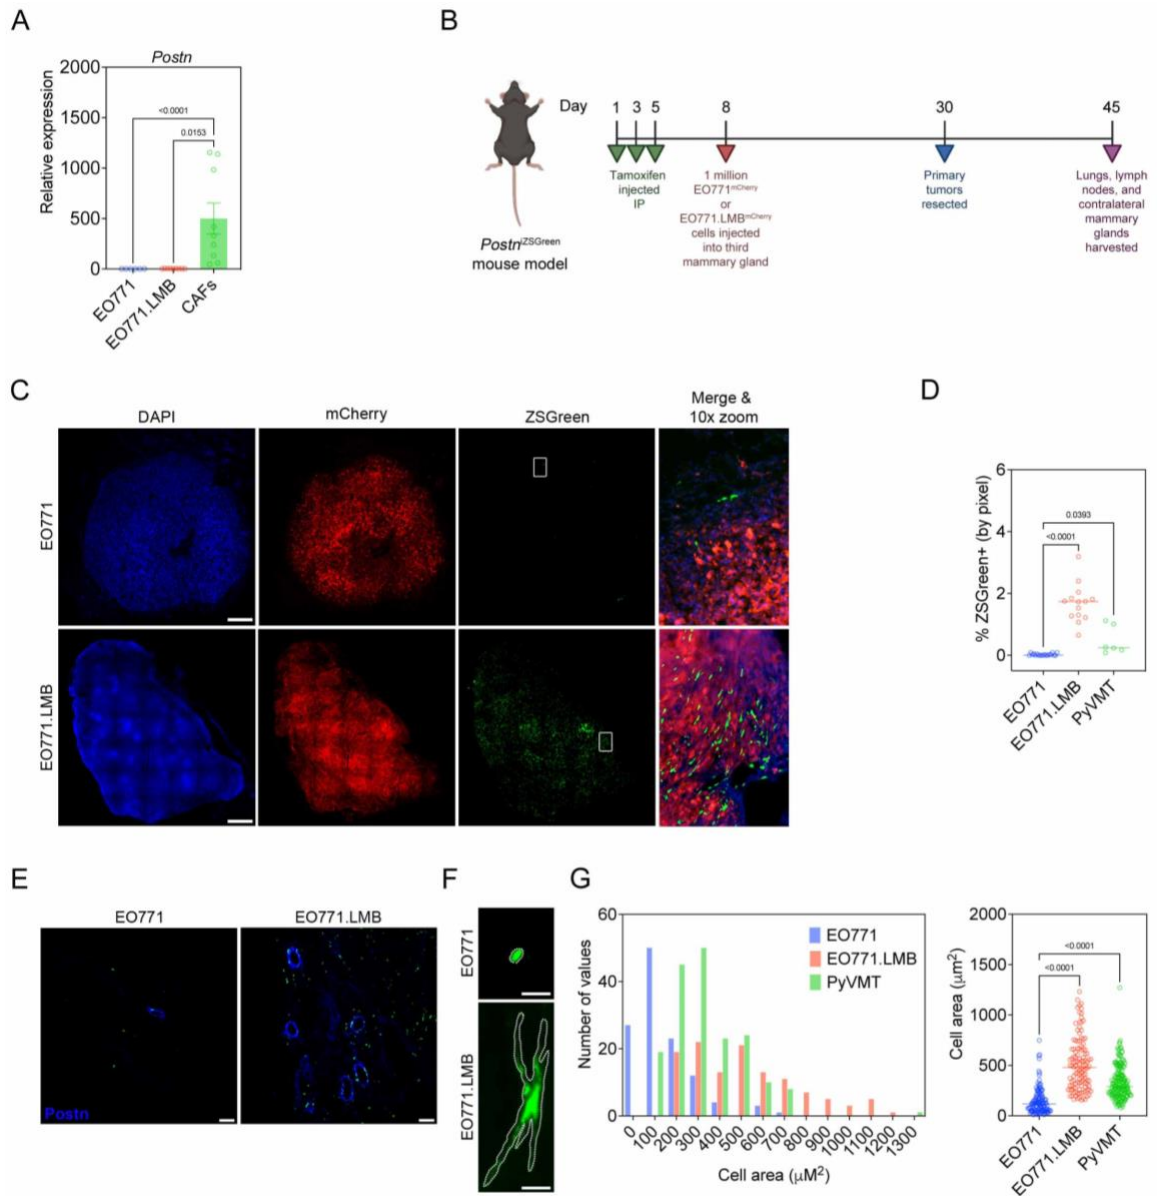 A
Postn
2000
1500
1000
500
0
Relative expression
<0.0001
0.0153
EO771
EO771.LMB
CAFs
B
Day
1
3
5
8
30
45
Tamoxifen
injected
IP
1 million
EO771mCherry
or
EO771.LMBmCherry
cells injected
into third
mammary gland
Primary
tumors
resected
Lungs, lymph
nodes, and
contralateral
mammary
glands
harvested
PostniZSGreen
mouse model
C
DAPI
mCherry
ZSGreen
Merge &
10x zoom
EO771
EO771.LMB
D
% ZSGreen+ (by pixel)
6
4
2
0
0.0393
<0.0001
EO771
EO771.LMB
PyVMT
E
EO771
EO771.LMB
Postn
F
EO771
EO771.LMB
G
Number of values
60
40
20
0
EO771
EO771.LMB
PyVMT
0
100
200
300
400
500
600
700
800
900
1000
1100
1200
1300
Cell area (μM²)
Cell area (μm²)
2000
1500
1000
500
0
<0.0001
<0.0001
EO771
EO771.LMB
PyVMT